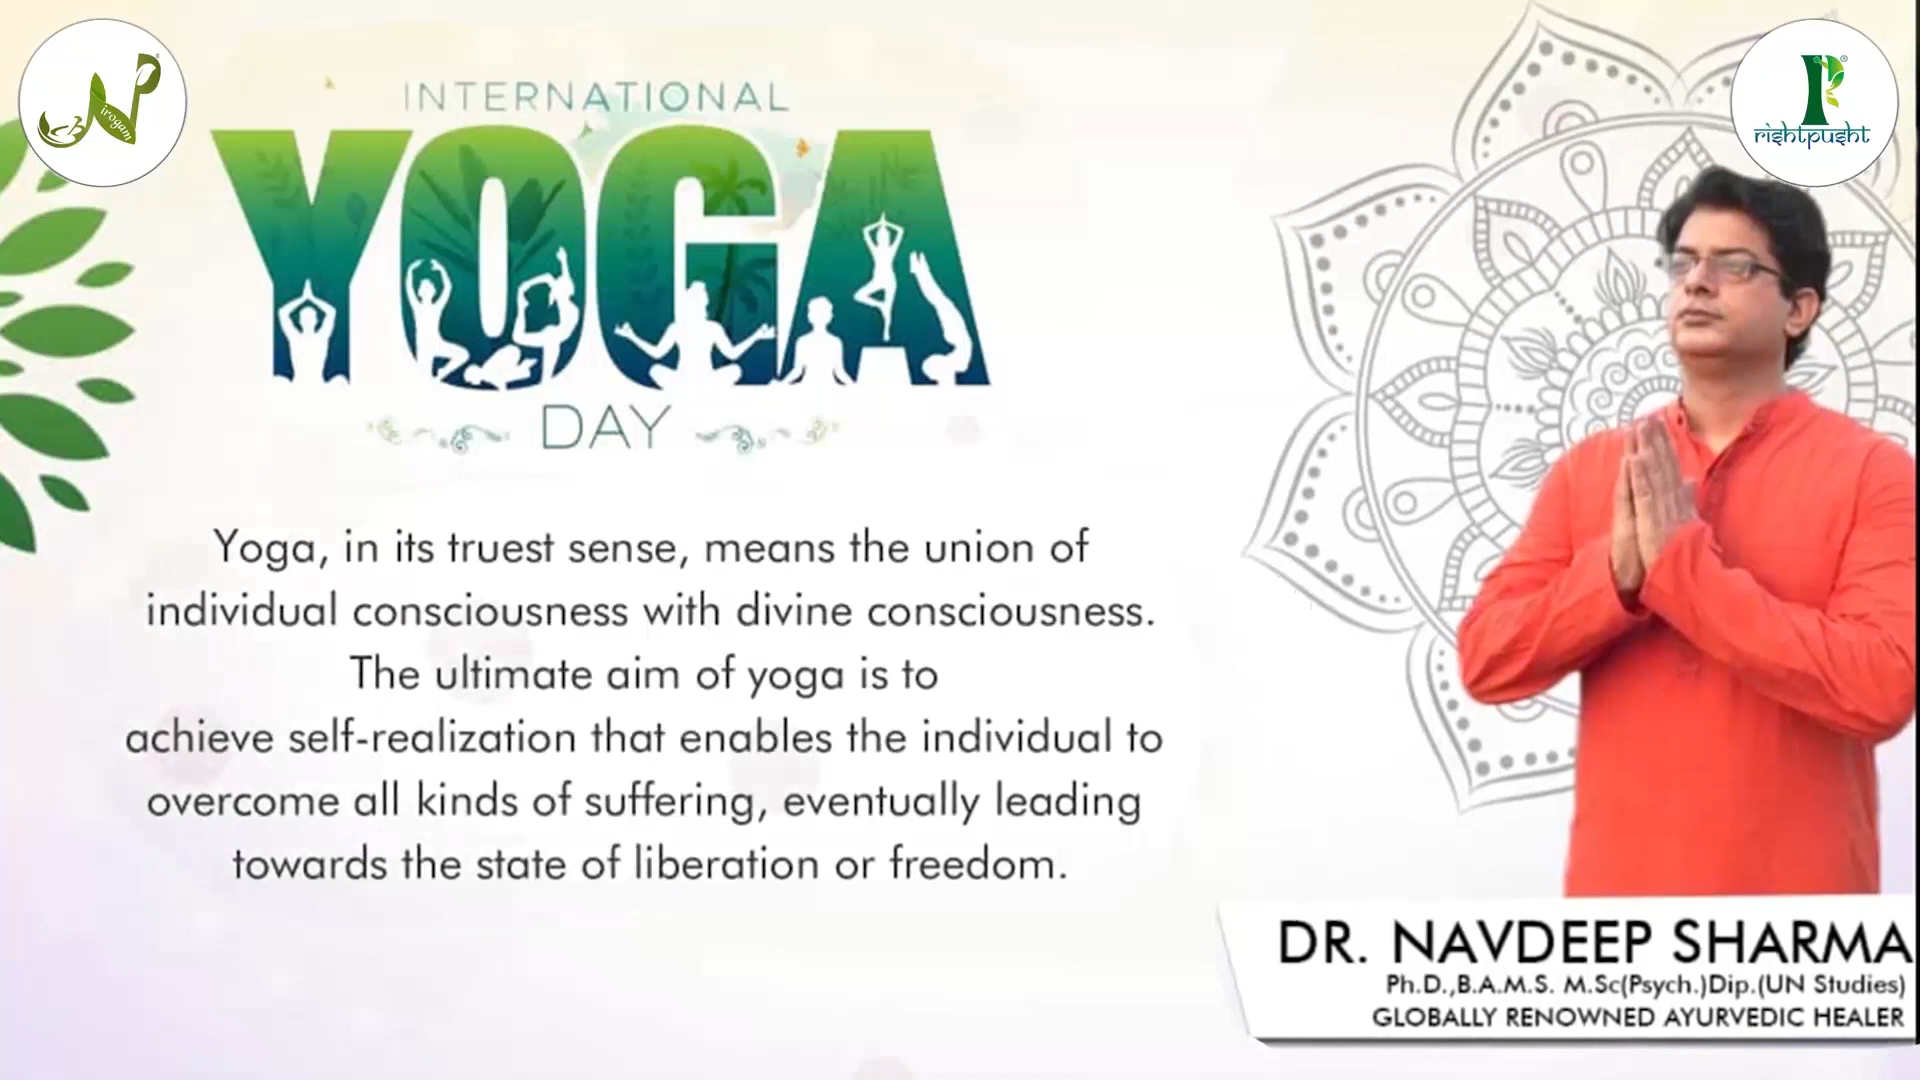 Nirogam
rishtpusht
INTERNATIONAL
YOGA
DAY
Yoga, in its truest sense, means the union of
individual consciousness with divine consciousness.
The ultimate aim of yoga is to
achieve self-realization that enables the individual to
overcome all kinds of suffering, eventually leading
towards the state of liberation or freedom.
DR. NAVDEEP SHARMA
Ph.D.,B.A.M.S. M.Sc(Psych.)Dip.(UN Studies)
GLOBALLY RENOWNED AYURVEDIC HEALER